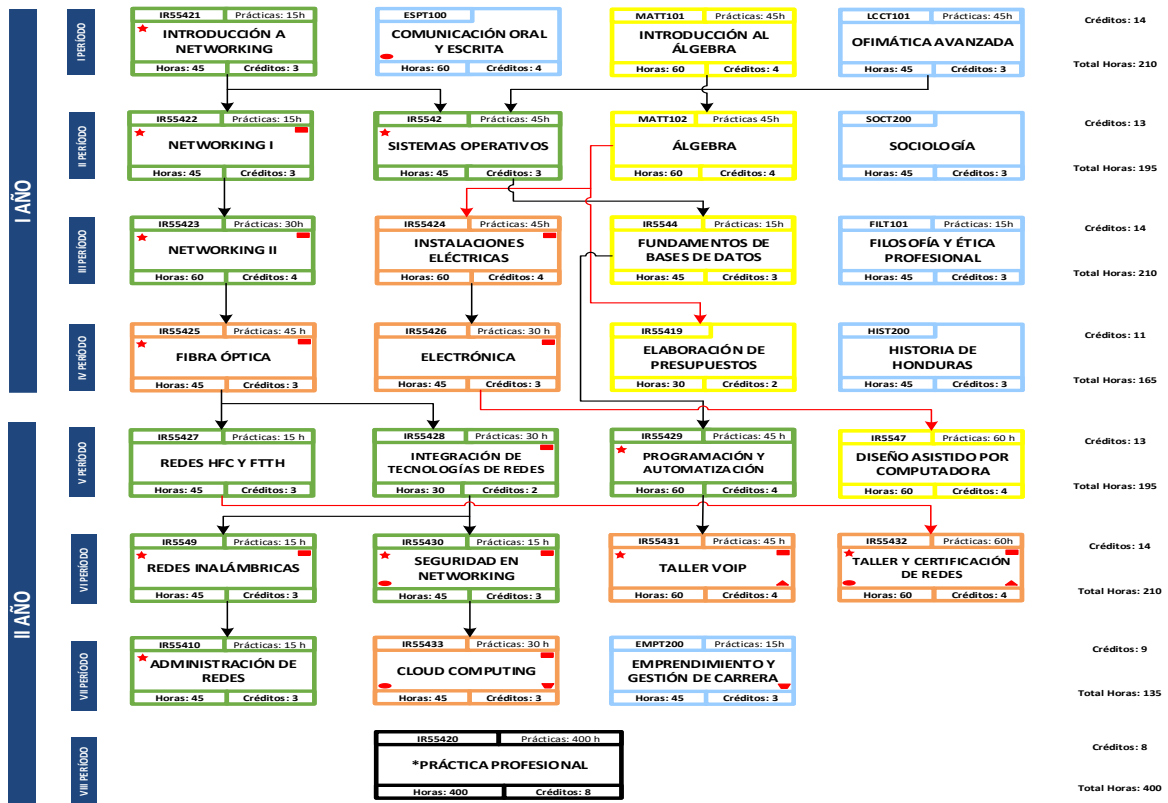 I AÑO
I PERÍODO
IR55421 Prácticas: 15h
INTRODUCCIÓN A
NETWORKING
Horas: 45 Créditos: 3
ESPT100
COMUNICACIÓN ORAL
Y ESCRITA
Horas: 60 Créditos: 4
MATT101 Prácticas: 45h
INTRODUCCIÓN AL
ÁLGEBRA
Horas: 60 Créditos: 4
LCCT101 Prácticas: 45h
OFIMÁTICA AVANZADA
Horas: 45 Créditos: 3
Créditos: 14
Total Horas: 210
II PERÍODO
IR55422 Prácticas: 15h
NETWORKING I
Horas: 45 Créditos: 3
IR5542 Prácticas: 45h
SISTEMAS OPERATIVOS
Horas: 45 Créditos: 3
MATT102 Prácticas 45h
ÁLGEBRA
Horas: 60 Créditos: 4
SOCT200
SOCIOLOGÍA
Horas: 45 Créditos: 3
Créditos: 13
Total Horas: 195
III PERÍODO
IR55423 Prácticas: 30h
NETWORKING II
Horas: 60 Créditos: 4
IR55424 Prácticas: 45h
INSTALACIONES
ELÉCTRICAS
Horas: 60 Créditos: 4
IR5544 Prácticas: 15h
FUNDAMENTOS DE
BASES DE DATOS
Horas: 45 Créditos: 3
FILT101 Prácticas: 15h
FILOSOFÍA Y ÉTICA
PROFESIONAL
Horas: 45 Créditos: 3
Créditos: 14
Total Horas: 210
IV PERÍODO
IR55425 Prácticas: 45 h
FIBRA ÓPTICA
Horas: 45 Créditos: 3
IR55426 Prácticas: 30 h
ELECTRÓNICA
Horas: 45 Créditos: 3
IR55419
ELABORACIÓN DE
PRESUPUESTOS
Horas: 30 Créditos: 2
HIST200
HISTORIA DE
HONDURAS
Horas: 45 Créditos: 3
Créditos: 11
Total Horas: 165
II AÑO
V PERÍODO
IR55427 Prácticas: 15 h
REDES HFC Y FTTH
Horas: 45 Créditos: 3
IR55428 Prácticas: 30 h
INTEGRACIÓN DE
TECNOLOGÍAS DE REDES
Horas: 30 Créditos: 2
IR55429 Prácticas: 45 h
PROGRAMACIÓN Y
AUTOMATIZACIÓN
Horas: 60 Créditos: 4
IR5547 Prácticas: 60 h
DISEÑO ASISTIDO POR
COMPUTADORA
Horas: 60 Créditos: 4
Créditos: 13
Total Horas: 195
VI PERÍODO
IR5549 Prácticas: 15 h
REDES INALÁMBRICAS
Horas: 45 Créditos: 3
IR55430 Prácticas: 15 h
SEGURIDAD EN
NETWORKING
Horas: 45 Créditos: 3
IR55431 Prácticas: 45 h
TALLER VOIP
Horas: 60 Créditos: 4
IR55432 Prácticas: 60h
TALLER Y CERTIFICACIÓN
DE REDES
Horas: 60 Créditos: 4
Créditos: 14
Total Horas: 210
VII PERÍODO
IR55410 Prácticas: 15 h
ADMINISTRACIÓN DE
REDES
Horas: 45 Créditos: 3
IR55433 Prácticas: 30 h
CLOUD COMPUTING
Horas: 45 Créditos: 3
EMPT200 Prácticas: 15h
EMPRENDIMIENTO Y
GESTIÓN DE CARRERA
Horas: 45 Créditos: 3
Créditos: 9
Total Horas: 135
VIII PERÍODO
IR55420 Prácticas: 400 h
*PRÁCTICA PROFESIONAL
Horas: 400 Créditos: 8
Créditos: 8
Total Horas: 400